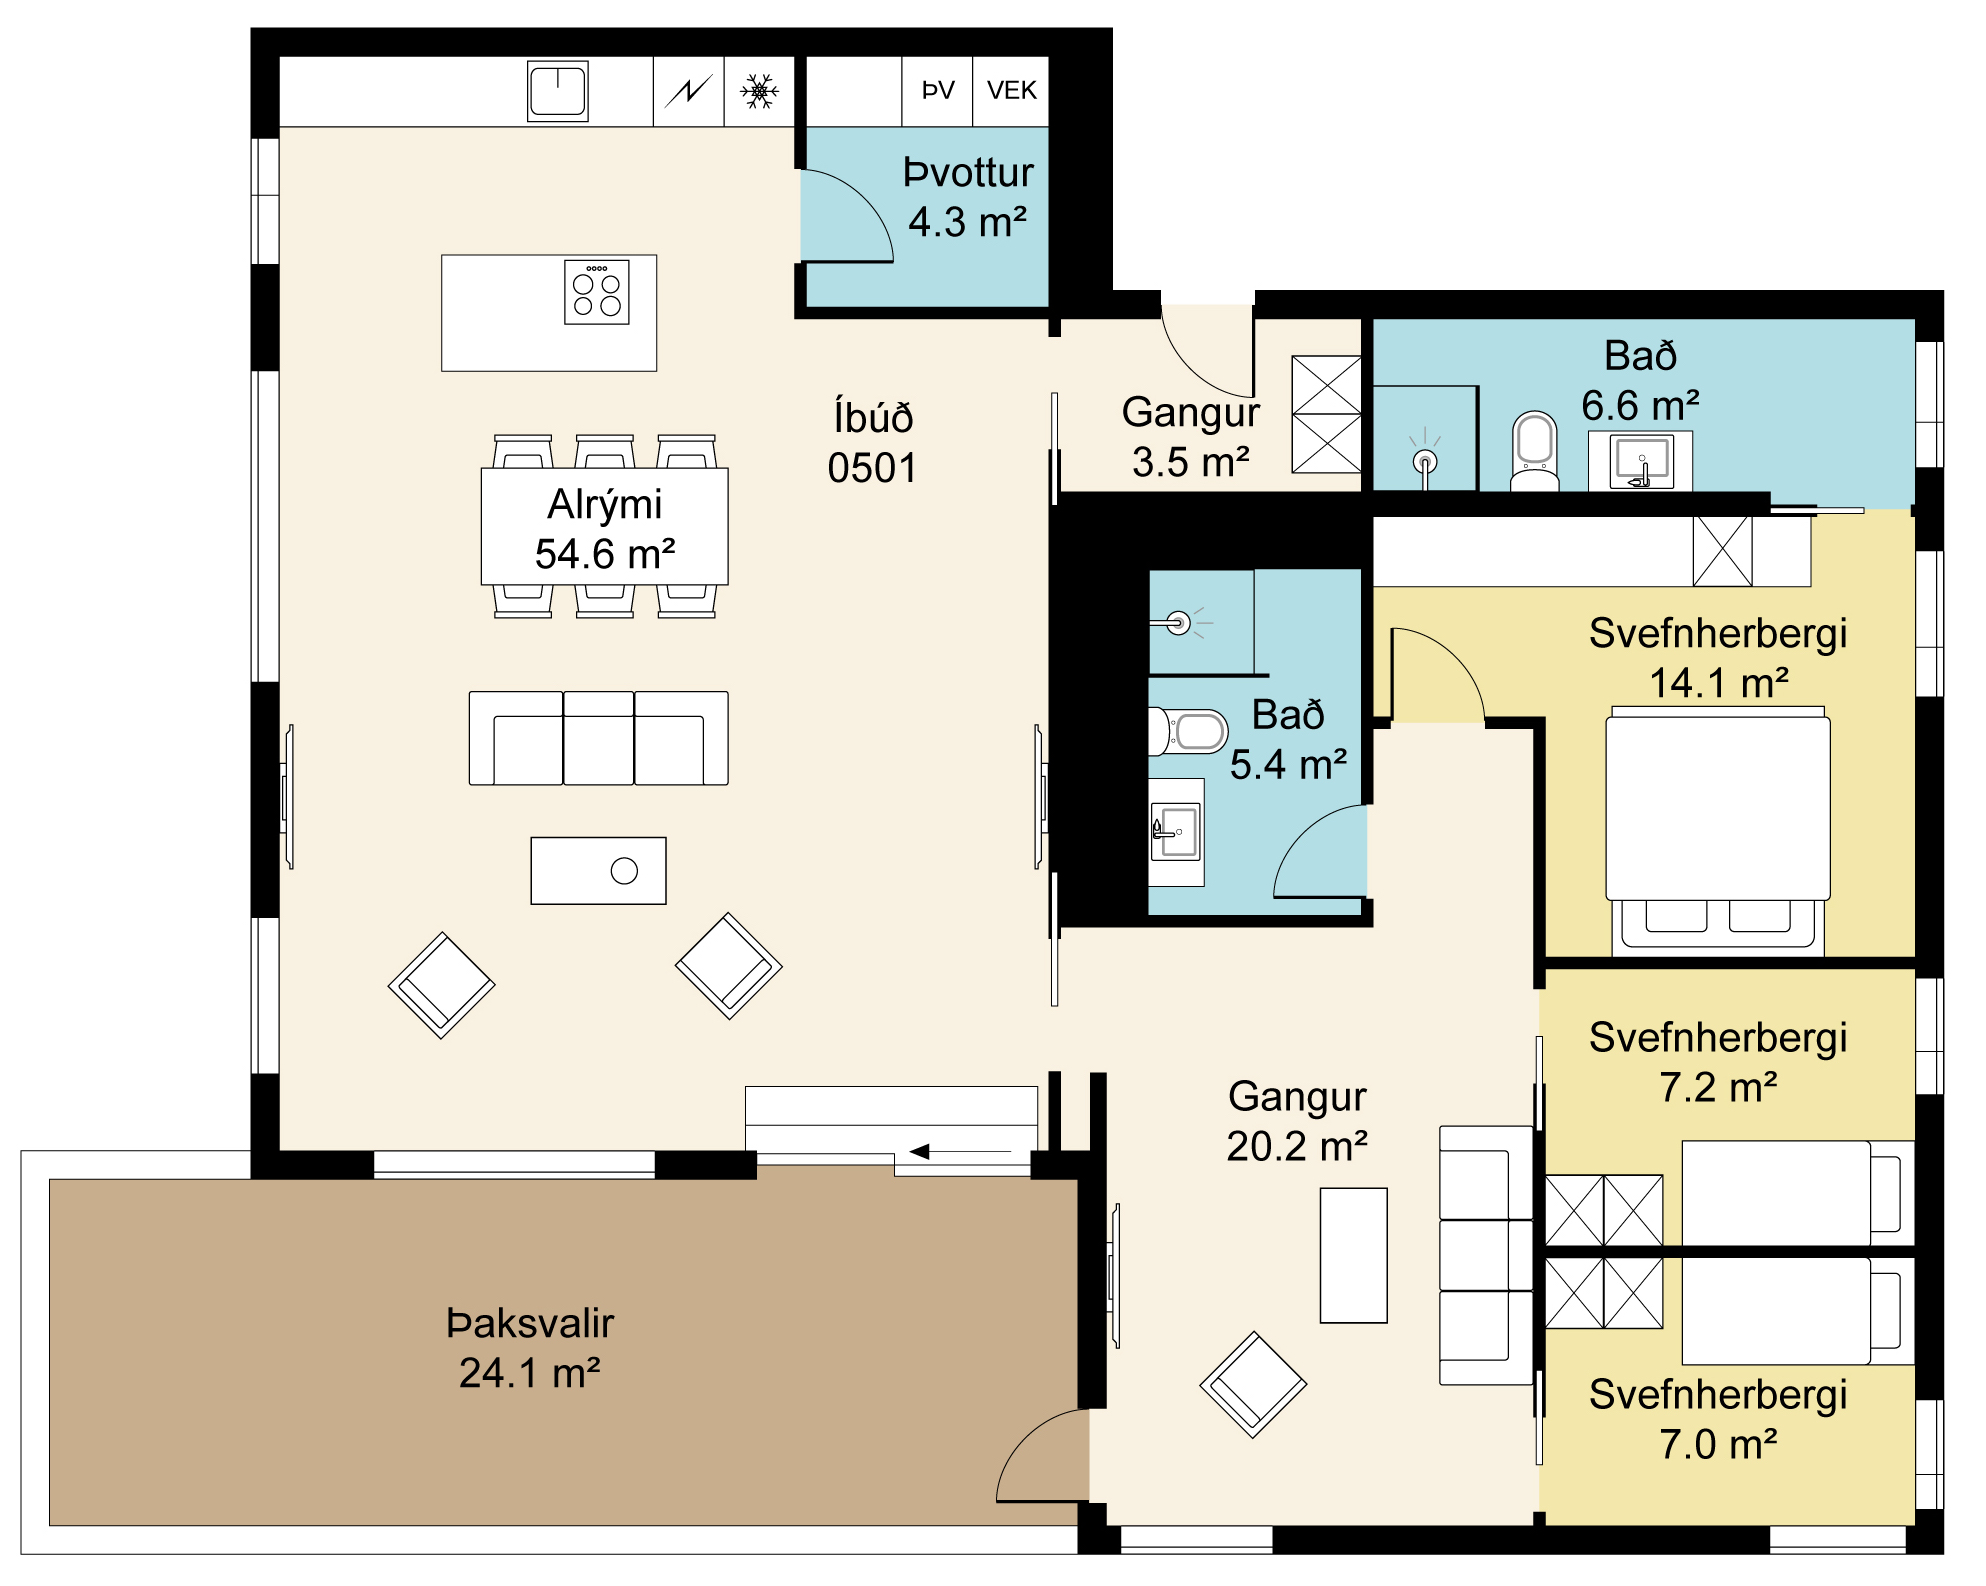 ÞV
VEK
Þvottur
4.3 m²
Íbúð
0501
Gangur
3.5 m²
Bað
6.6 m²
Alrými
54.6 m²
Svefnherbergi
14.1 m²
Bað
5.4 m²
Svefnherbergi
7.2 m²
Gangur
20.2 m²
Þaksvalir
24.1 m²
Svefnherbergi
7.0 m²